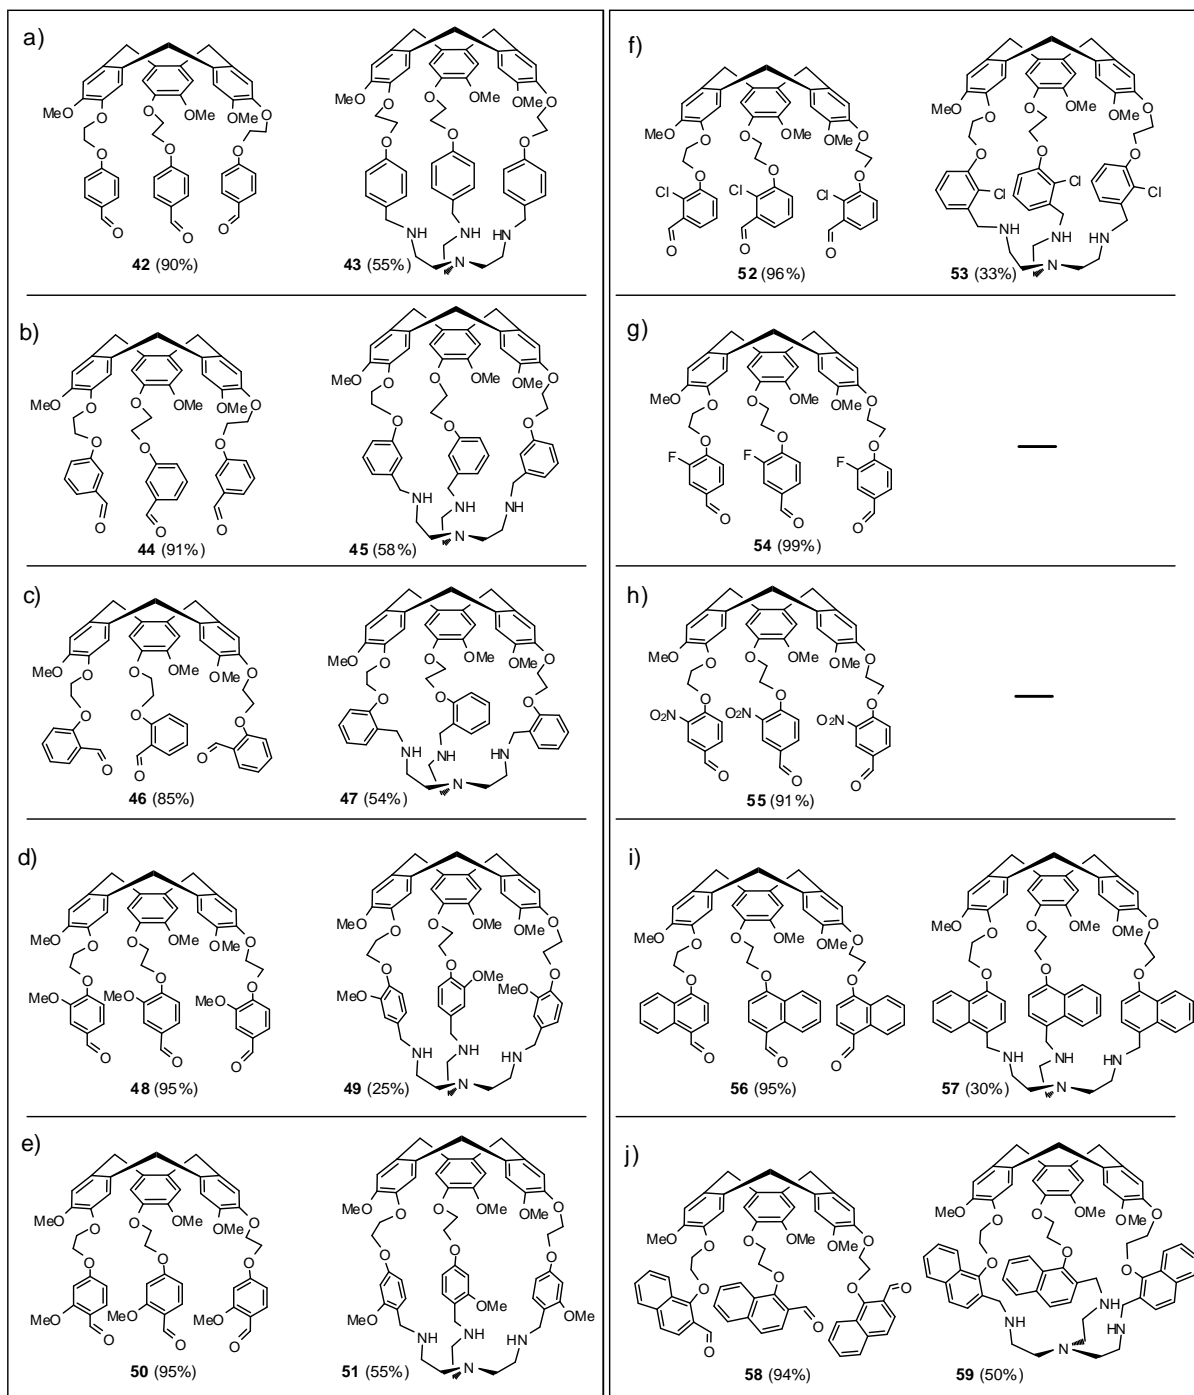 a)
MeO O O OMe OMe O
O O O
O O O
42 (90%)
MeO O O OMe OMe O
O O O
NH NH HN
N
43 (55%)
b)
MeO O O OMe OMe O
O O O
O O O
44 (91%)
MeO O O OMe OMe O
O O O
NH NH NH
N
45 (58%)
c)
MeO O O OMe OMe O
O O O
O O O
46 (85%)
MeO O O OMe OMe O
O O O
NH NH NH
N
47 (54%)
d)
MeO O O OMe OMe O
O O O
MeO MeO MeO
O O O
48 (95%)
MeO O O OMe OMe O
O O O
MeO OMe MeO
NH NH NH
N
49 (25%)
e)
MeO O O OMe OMe O
O O O
MeO MeO MeO
O O O
50 (95%)
MeO O O OMe OMe O
O O O
MeO OMe OMe
NH NH NH
N
51 (55%)
f)
MeO O O OMe OMe O
O O O
Cl Cl Cl
O O O
52 (96%)
MeO O O OMe OMe O
O O O
Cl Cl Cl
NH NH NH
N
53 (33%)
g)
MeO O O OMe OMe O
O O O
F F F
O O O
54 (99%)
h)
MeO O O OMe OMe O
O O O
O₂N O₂N O₂N
O O O
55 (91%)
i)
MeO O O OMe OMe O
O O O
O O O
56 (95%)
MeO O O OMe OMe O
O O O
NH NH HN
N
57 (30%)
j)
MeO O O OMe OMe O
O O O
O O O
58 (94%)
MeO O O OMe OMe O
O O O
NH NH NH
N
59 (50%)